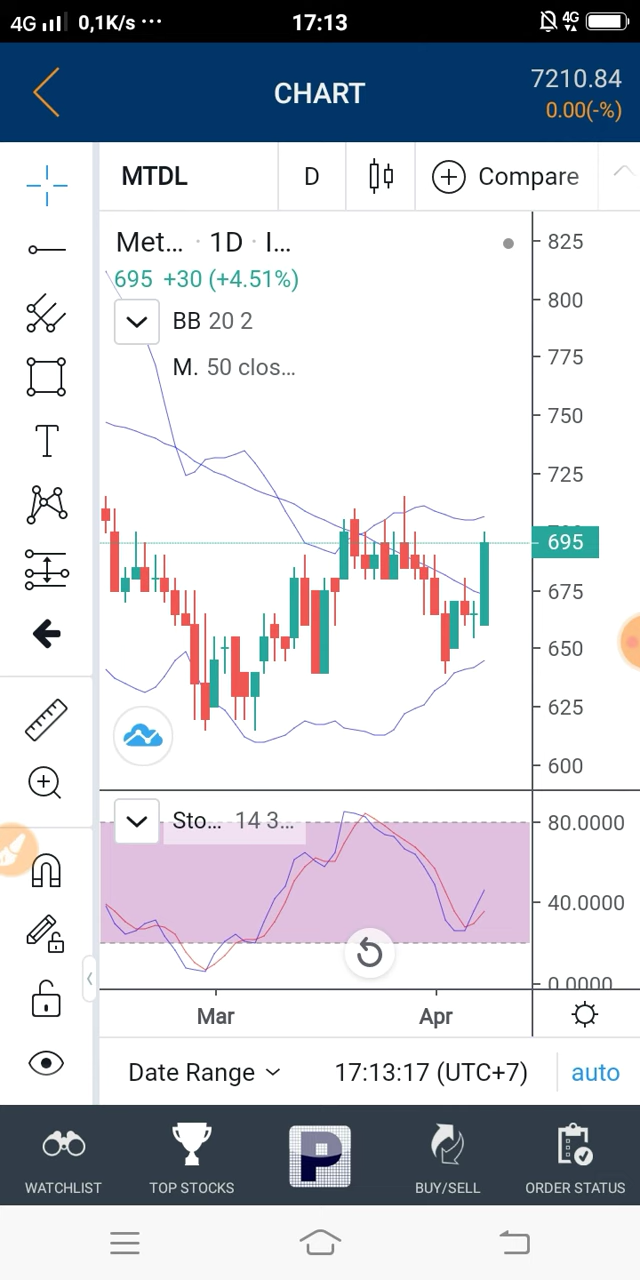 4G 0,1K/s ··· 17:13 4G
CHART
7210.84
0.00(-%)
MTDL D Compare
Met... · 1D · I...
695 +30 (+4.51%)
BB 20 2
M. 50 clos...
825
800
775
750
725
695
675
650
625
600
Sto... 14 3...
80.0000
40.0000
0.0000
Mar Apr
Date Range 17:13:17 (UTC+7) auto
T
P
WATCHLIST TOP STOCKS BUY/SELL ORDER STATUS